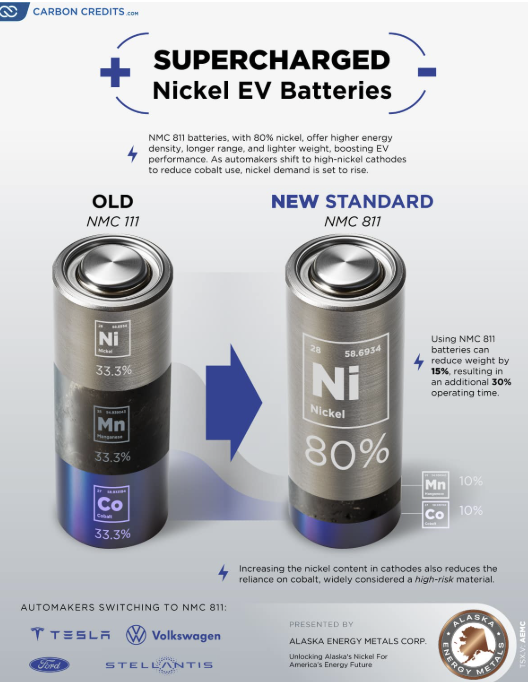 CARBON CREDITS.COM
SUPERCHARGED
Nickel EV Batteries
NMC 811 batteries, with 80% nickel, offer higher energy
density, longer range, and lighter weight, boosting EV
performance. As automakers shift to high-nickel cathodes
to reduce cobalt use, nickel demand is set to rise.
OLD
NMC 111
NEW STANDARD
NMC 811
28 58.6934
Ni
Nickel
33.3%
Mn
Manganese
33.3%
Co
Cobalt
33.3%
28 58.6934
Ni
Nickel
80%
Mn
Manganese
10%
Co
Cobalt
10%
Using NMC 811
batteries can
reduce weight by
15%, resulting in
an additional 30%
operating time.
Increasing the nickel content in cathodes also reduces the
reliance on cobalt, widely considered a high-risk material.
AUTOMAKERS SWITCHING TO NMC 811:
TESLA
Volkswagen
Ford
STELLANTIS
PRESENTED BY
ALASKA ENERGY METALS CORP.
Unlocking Alaska's Nickel For
America's Energy Future
ALASKA
ENERGY METALS
TSX.V: AEMC